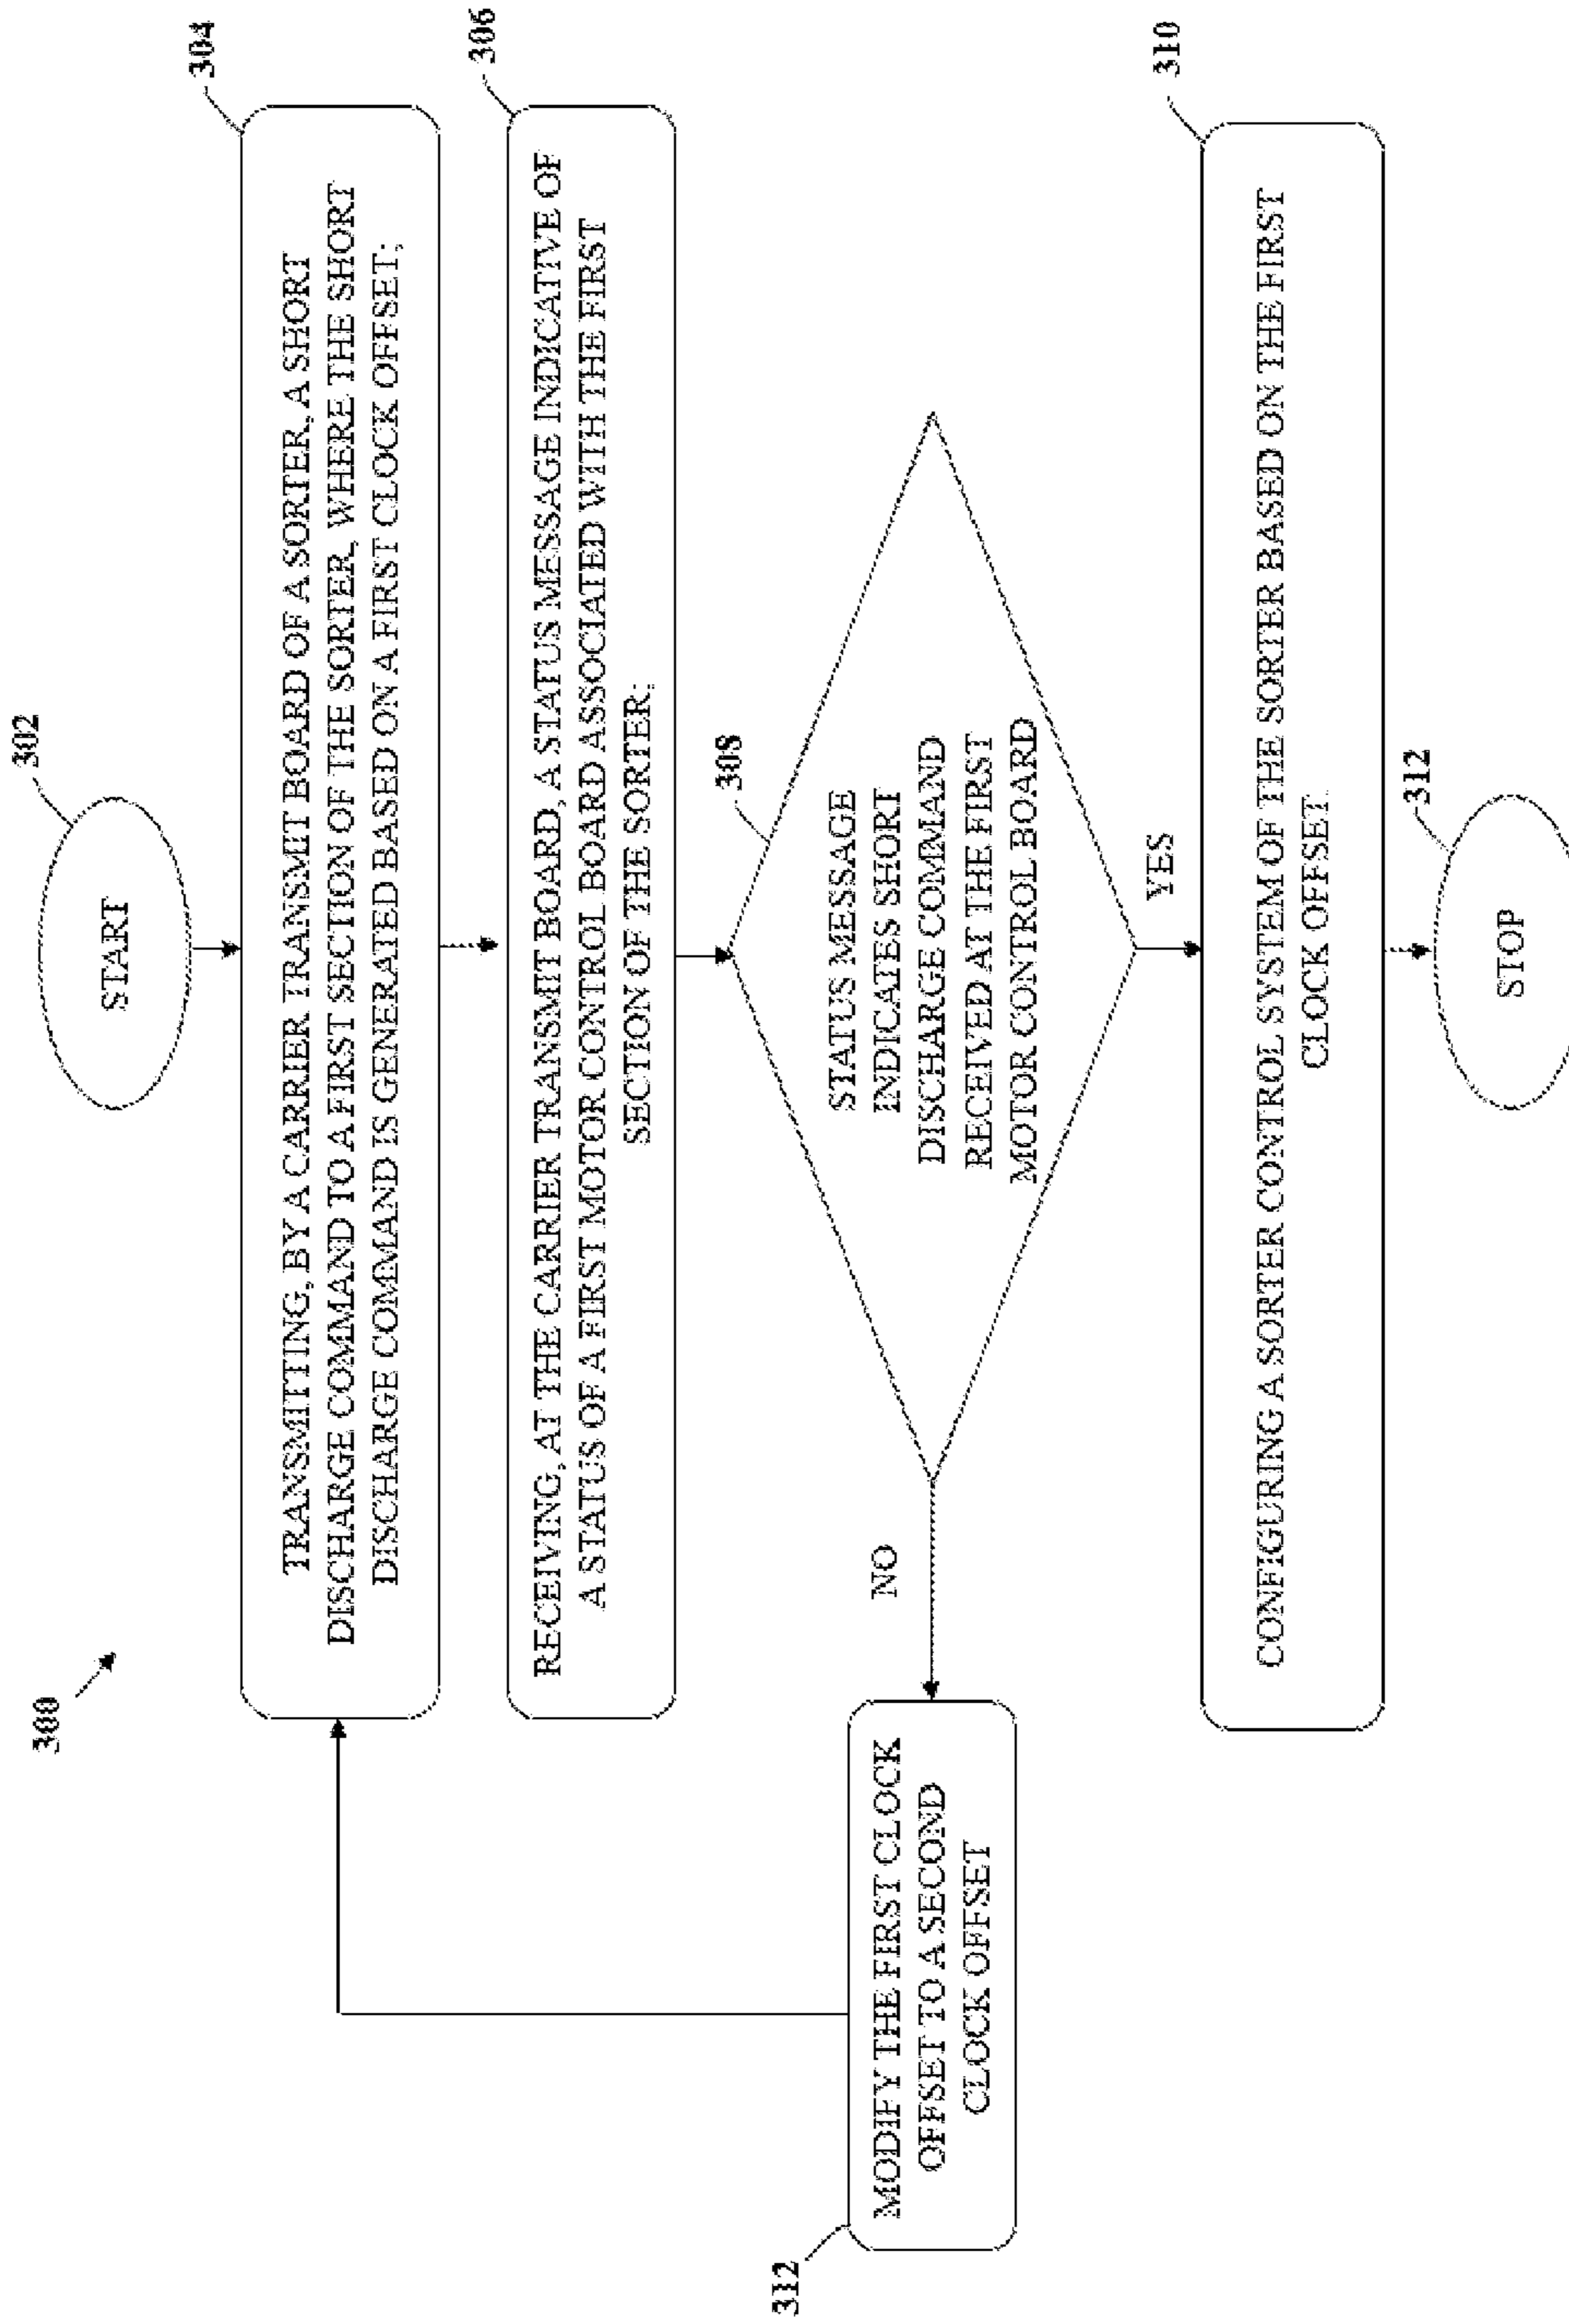 300
302
START
304
TRANSMITTING, BY A CARRIER TRANSMIT BOARD OF A SORTER, A SHORT
DISCHARGE COMMAND TO A FIRST SECTION OF THE SORTER, WHERE THE SHORT
DISCHARGE COMMAND IS GENERATED BASED ON A FIRST CLOCK OFFSET;
306
RECEIVING, AT THE CARRIER TRANSMIT BOARD, A STATUS MESSAGE INDICATIVE OF
A STATUS OF A FIRST MOTOR CONTROL BOARD ASSOCIATED WITH THE FIRST
SECTION OF THE SORTER;
308
STATUS MESSAGE
INDICATES SHORT
DISCHARGE COMMAND
RECEIVED AT THE FIRST
MOTOR CONTROL BOARD
NO
312
MODIFY THE FIRST CLOCK
OFFSET TO A SECOND
CLOCK OFFSET
YES
310
CONFIGURING A SORTER CONTROL SYSTEM OF THE SORTER BASED ON THE FIRST
CLOCK OFFSET.
312
STOP